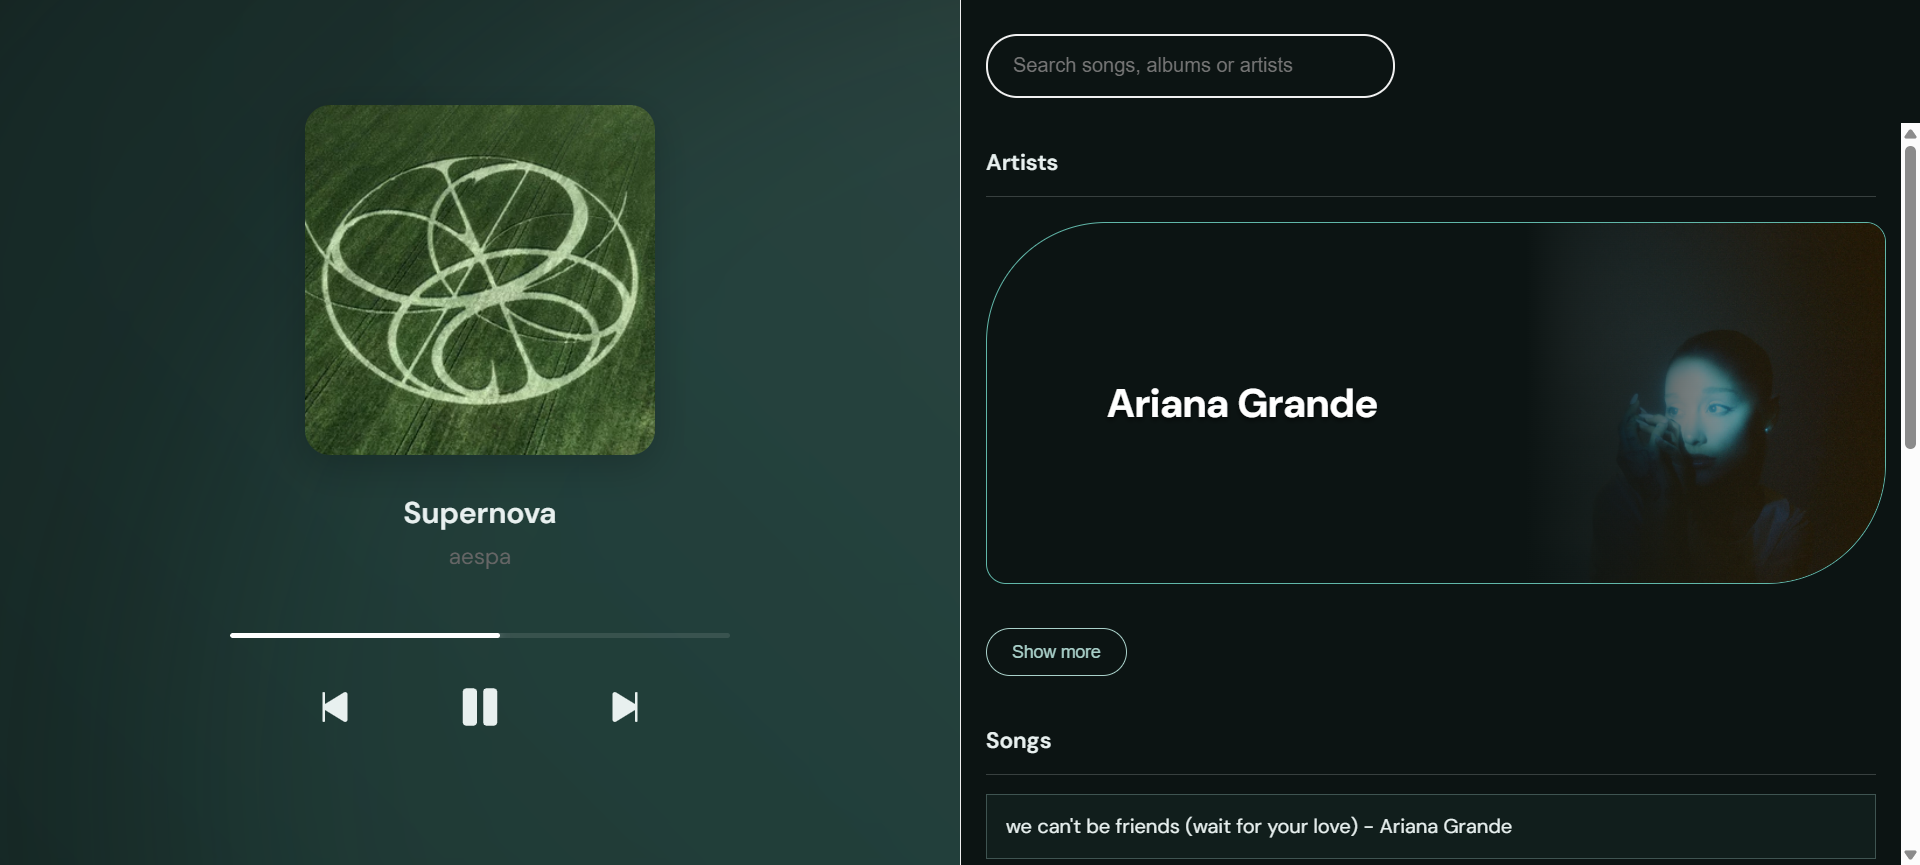 Supernova
aespa
Search songs, albums or artists
Artists
Ariana Grande
Show more
Songs
we can't be friends (wait for your love) - Ariana Grande